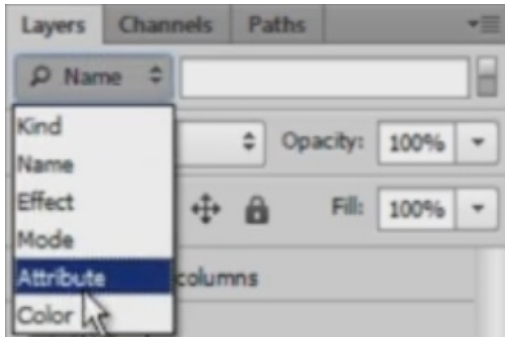 Layers Channels Paths
Name
Kind
Name
Effect
Mode
Attribute
Color
Opacity: 100%
Fill: 100%
columns